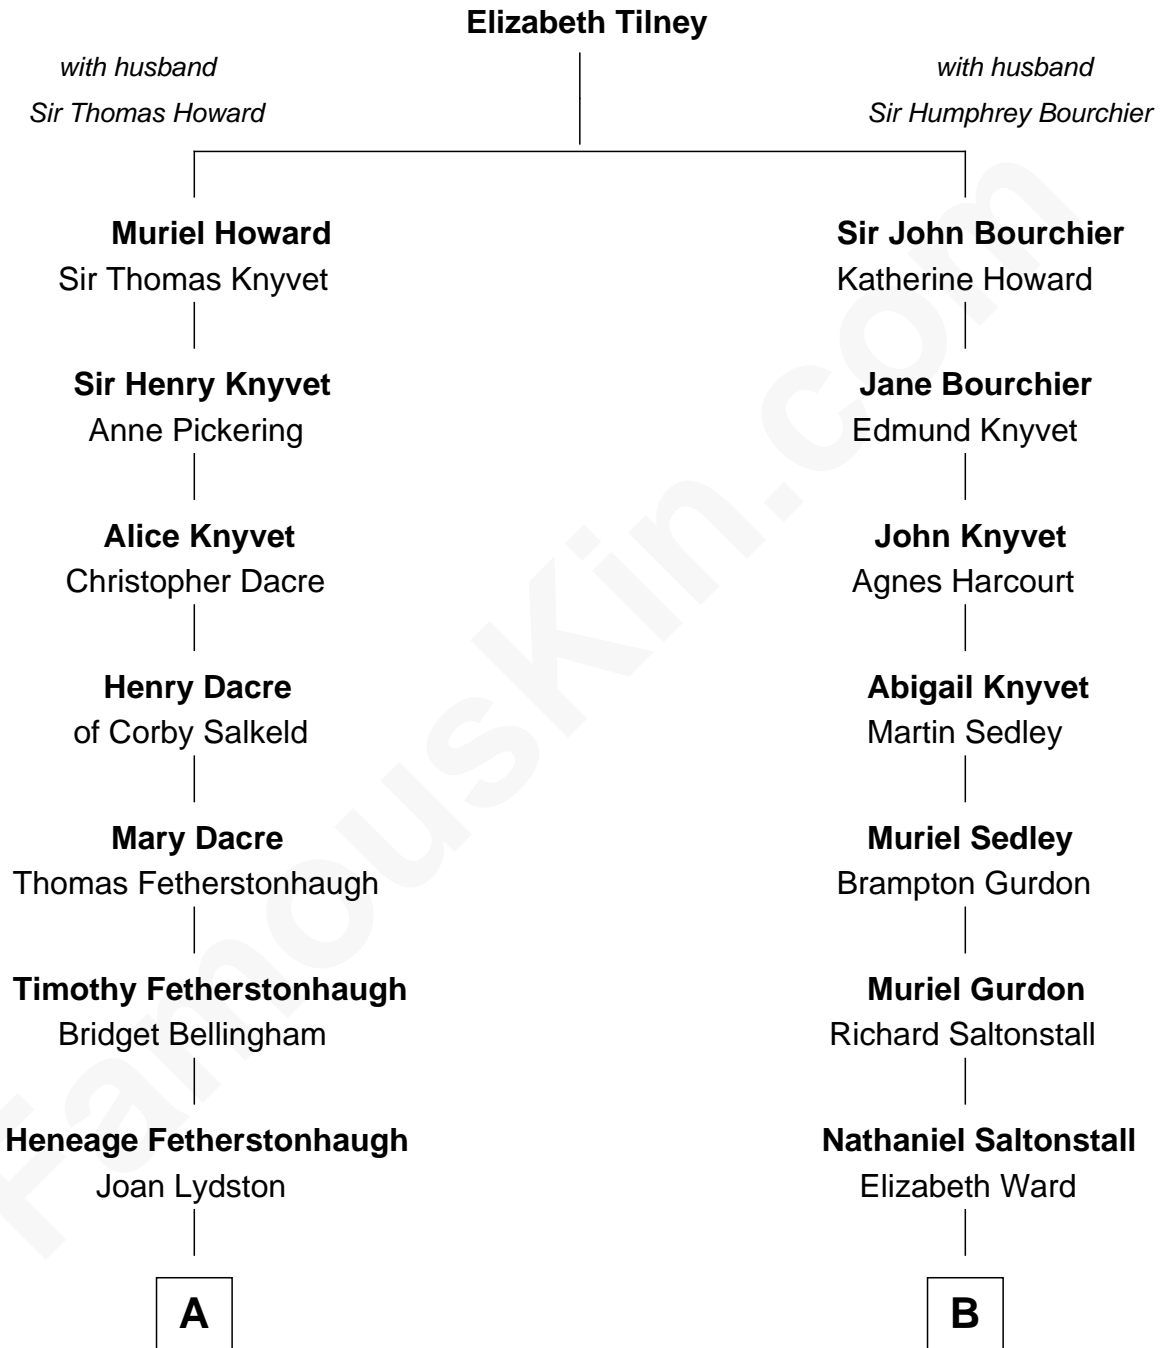 Elizabeth Tilney
with husband
Sir Thomas Howard
with husband
Sir Humphrey Bourchier
Muriel Howard
Sir Thomas Knyvet
Sir John Bourchier
Katherine Howard
Sir Henry Knyvet
Anne Pickering
Jane Bourchier
Edmund Knyvet
Alice Knyvet
Christopher Dacre
John Knyvet
Agnes Harcourt
Henry Dacre
of Corby Salkeld
Abigail Knyvet
Martin Sedley
Mary Dacre
Thomas Fetherstonhaugh
Muriel Sedley
Brampton Gurdon
Timothy Fetherstonhaugh
Bridget Bellingham
Muriel Gurdon
Richard Saltonstall
Heneage Fetherstonhaugh
Joan Lydston
Nathaniel Saltonstall
Elizabeth Ward
A
B
FamousKin.com